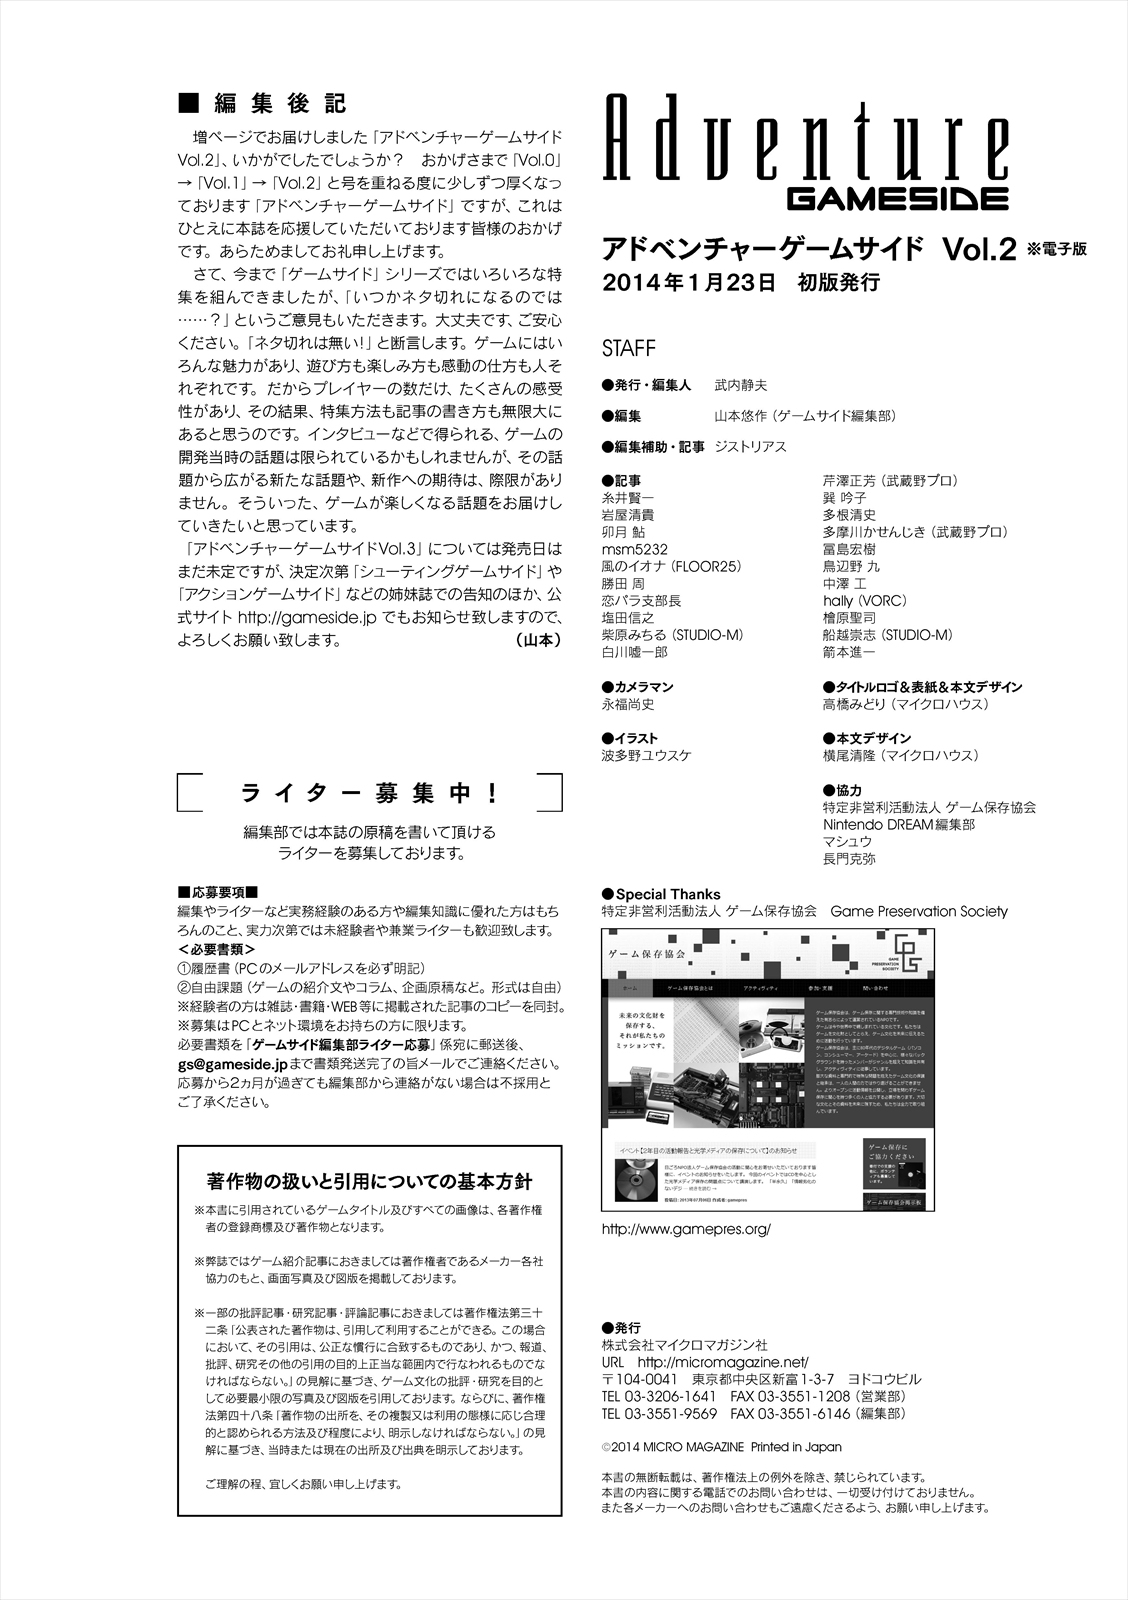 ■ 編集後記
　増ページでお届けしました「アドベンチャーゲームサイド
Vol.2」、いかがでしたでしょうか？　おかげさまで「Vol.0」
→「Vol.1」→「Vol.2」と号を重ねる度に少しずつ厚くなっ
ております「アドベンチャーゲームサイド」ですが、これは
ひとえに本誌を応援していただいております皆様のおかげ
です。あらためましてお礼申し上げます。
　さて、今まで「ゲームサイド」シリーズではいろいろな特
集を組んできましたが、「いつかネタ切れになるのでは
……？」というご意見もいただきます。大丈夫です、ご安心
ください。「ネタ切れは無い！」と断言します。ゲームにはい
ろんな魅力があり、遊び方も楽しみ方も感動の仕方も人そ
れぞれです。だからプレイヤーの数だけ、たくさんの感受
性があり、その結果、特集方法も記事の書き方も無限大に
あると思うのです。インタビューなどで得られる、ゲームの
開発当時の話題は限られているかもしれませんが、その話
題から広がる新たな話題や、新作への期待は、際限があり
ません。そういった、ゲームが楽しくなる話題をお届けし
ていきたいと思っています。
「アドベンチャーゲームサイドVol.3」については発売日は
まだ未定ですが、決定次第「シューティングゲームサイド」や
「アクションゲームサイド」などの姉妹誌での告知のほか、公
式サイト http://gameside.jp でもお知らせ致しますので、
よろしくお願い致します。　（山本）
ライター募集中！
編集部では本誌の原稿を書いて頂ける
ライターを募集しております。
■応募要項■
編集やライターなど実務経験のある方や編集知識に優れた方はもち
ろんのこと、実力次第では未経験者や兼業ライターも歓迎致します。
＜必要書類＞
①履歴書（PCのメールアドレスを必ず明記）
②自由課題（ゲームの紹介文やコラム、企画原稿など。形式は自由）
※経験者の方は雑誌・書籍・WEB等に掲載された記事のコピーを同封。
※募集はPCとネット環境をお持ちの方に限ります。
必要書類を「ゲームサイド編集部ライター応募」係宛に郵送後、
gs@gameside.jpまで書類発送完了の旨メールでご連絡ください。
応募から2ヵ月が過ぎても編集部から連絡がない場合は不採用と
ご了承ください。
著作物の扱いと引用についての基本方針
※本書に引用されているゲームタイトル及びすべての画像は、各著作権
者の登録商標及び著作物となります。
※弊誌ではゲーム紹介記事におきましては著作権者であるメーカー各社
協力のもと、画面写真及び図版を掲載しております。
※一部の批評記事・研究記事・評論記事におきましては著作権法第三十
二条「公表された著作物は、引用して利用することができる。この場合
において、その引用は、公正な慣行に合致するものであり、かつ、報道、
批評、研究その他の引用の目的上正当な範囲内で行なわれるものでな
ければならない。」の見解に基づき、ゲーム文化の批評・研究を目的と
して必要最小限の写真及び図版を引用しております。ならびに、著作権
法第四十八条「著作物の出所を、その複製又は利用の態様に応じ合理
的と認められる方法及び程度により、明示しなければならない。」の見
解に基づき、当時または現在の出所及び出典を明示しております。
ご理解の程、宜しくお願い申し上げます。
Adventure
GAMESIDE
アドベンチャーゲームサイド Vol.2 ※電子版
2014年1月23日　初版発行
STAFF
●発行・編集人　武内静夫
●編集　山本悠作（ゲームサイド編集部）
●編集補助・記事　ジストリアス
●記事
糸井賢一
岩屋清貴
卯月 鮎
msm5232
風のイオナ（FLOOR25）
勝田 周
恋パラ支部長
塩田信之
柴原みちる（STUDIO-M）
白川嘘一郎
芹澤正芳（武蔵野プロ）
巽 吟子
多根清史
多摩川かせんじき（武蔵野プロ）
冨島宏樹
鳥辺野 九
中澤 工
hally（VORC）
檜原聖司
船越崇志（STUDIO-M）
箭本進一
●カメラマン
永福尚史
●タイトルロゴ＆表紙＆本文デザイン
高橋みどり（マイクロハウス）
●イラスト
波多野ユウスケ
●本文デザイン
横尾清隆（マイクロハウス）
●協力
特定非営利活動法人 ゲーム保存協会
Nintendo DREAM編集部
マシュウ
長門克弥
●Special Thanks
特定非営利活動法人 ゲーム保存協会　Game Preservation Society
ゲーム保存協会
GAME
PRESERVATION
SOCIETY
ホーム　ゲーム保存協会とは　アクティヴィティ　参加・支援　問い合わせ
未来の文化財を
保存する、
それが私たちの
ミッションです。
イベント【2年目の活動報告と光学メディアの保存について】のお知らせ
ゲーム保存に
ご協力ください
ゲーム保存協会掲示板
http://www.gamepres.org/
●発行
株式会社マイクロマガジン社
URL　http://micromagazine.net/
〒104-0041　東京都中央区新富1-3-7　ヨドコウビル
TEL 03-3206-1641　FAX 03-3551-1208（営業部）
TEL 03-3551-9569　FAX 03-3551-6146（編集部）
©2014 MICRO MAGAZINE Printed in Japan
本書の無断転載は、著作権法上の例外を除き、禁じられています。
本書の内容に関する電話でのお問い合わせは、一切受け付けておりません。
また各メーカーへのお問い合わせもご遠慮くださるよう、お願い申し上げます。